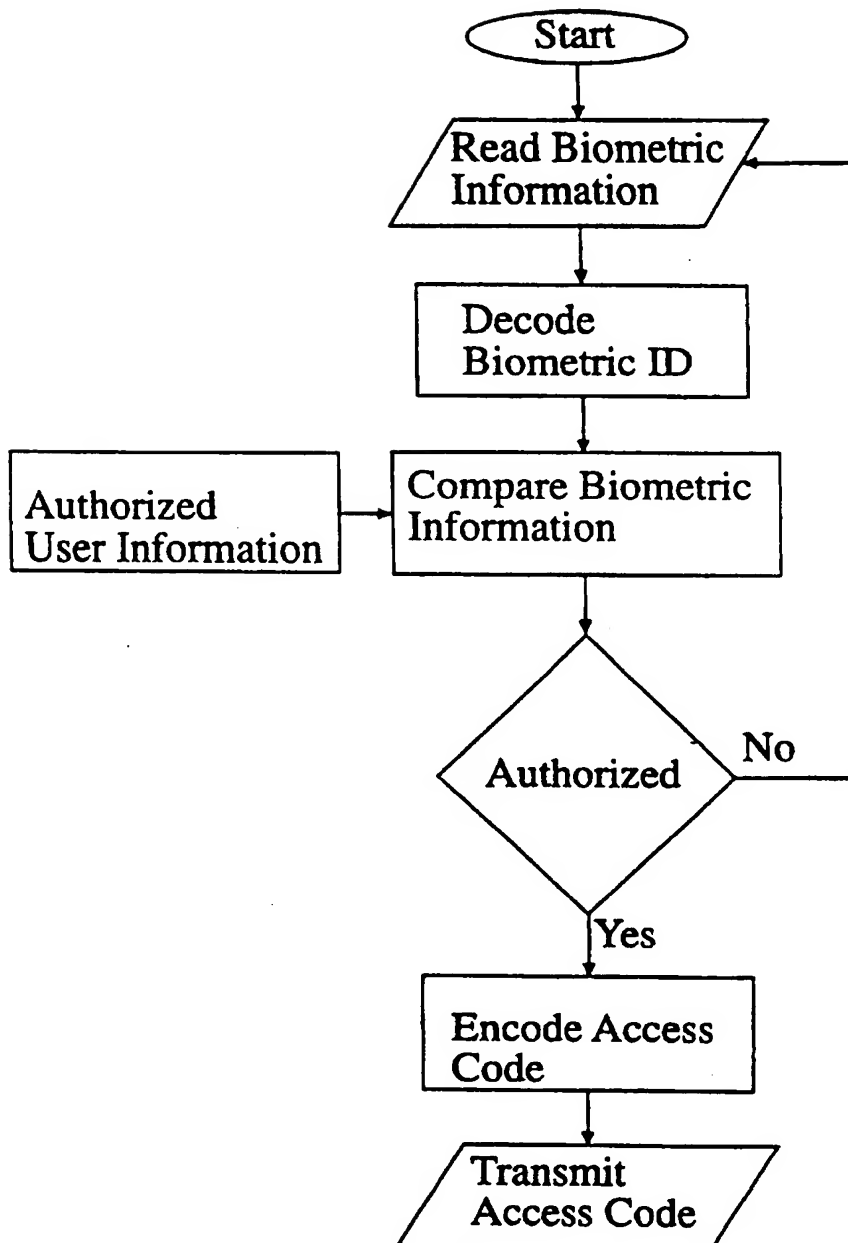 Start
Read Biometric
Information
Decode
Biometric ID
Authorized
User Information
Compare Biometric
Information
Authorized
No
Yes
Encode Access
Code
Transmit
Access Code